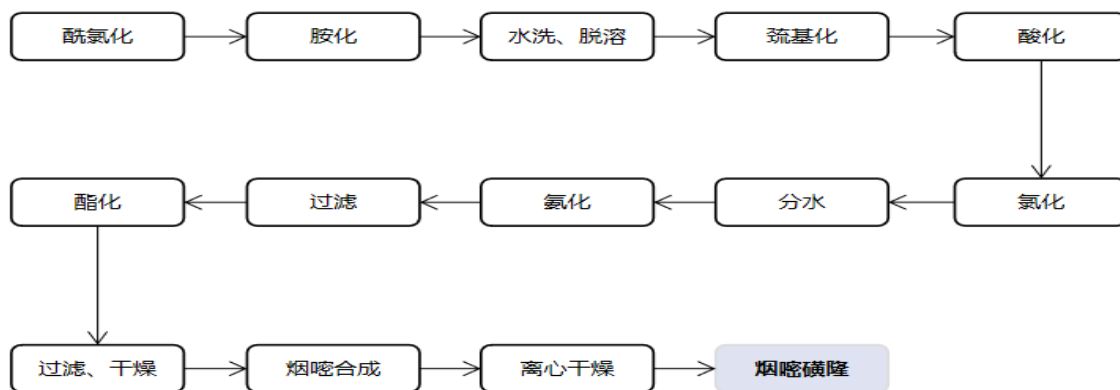 酰氯化
胺化
水洗、脱溶
巯基化
酸化
氯化
分水
氨化
过滤
酯化
过滤、干燥
烟嘧合成
离心干燥
烟嘧磺隆